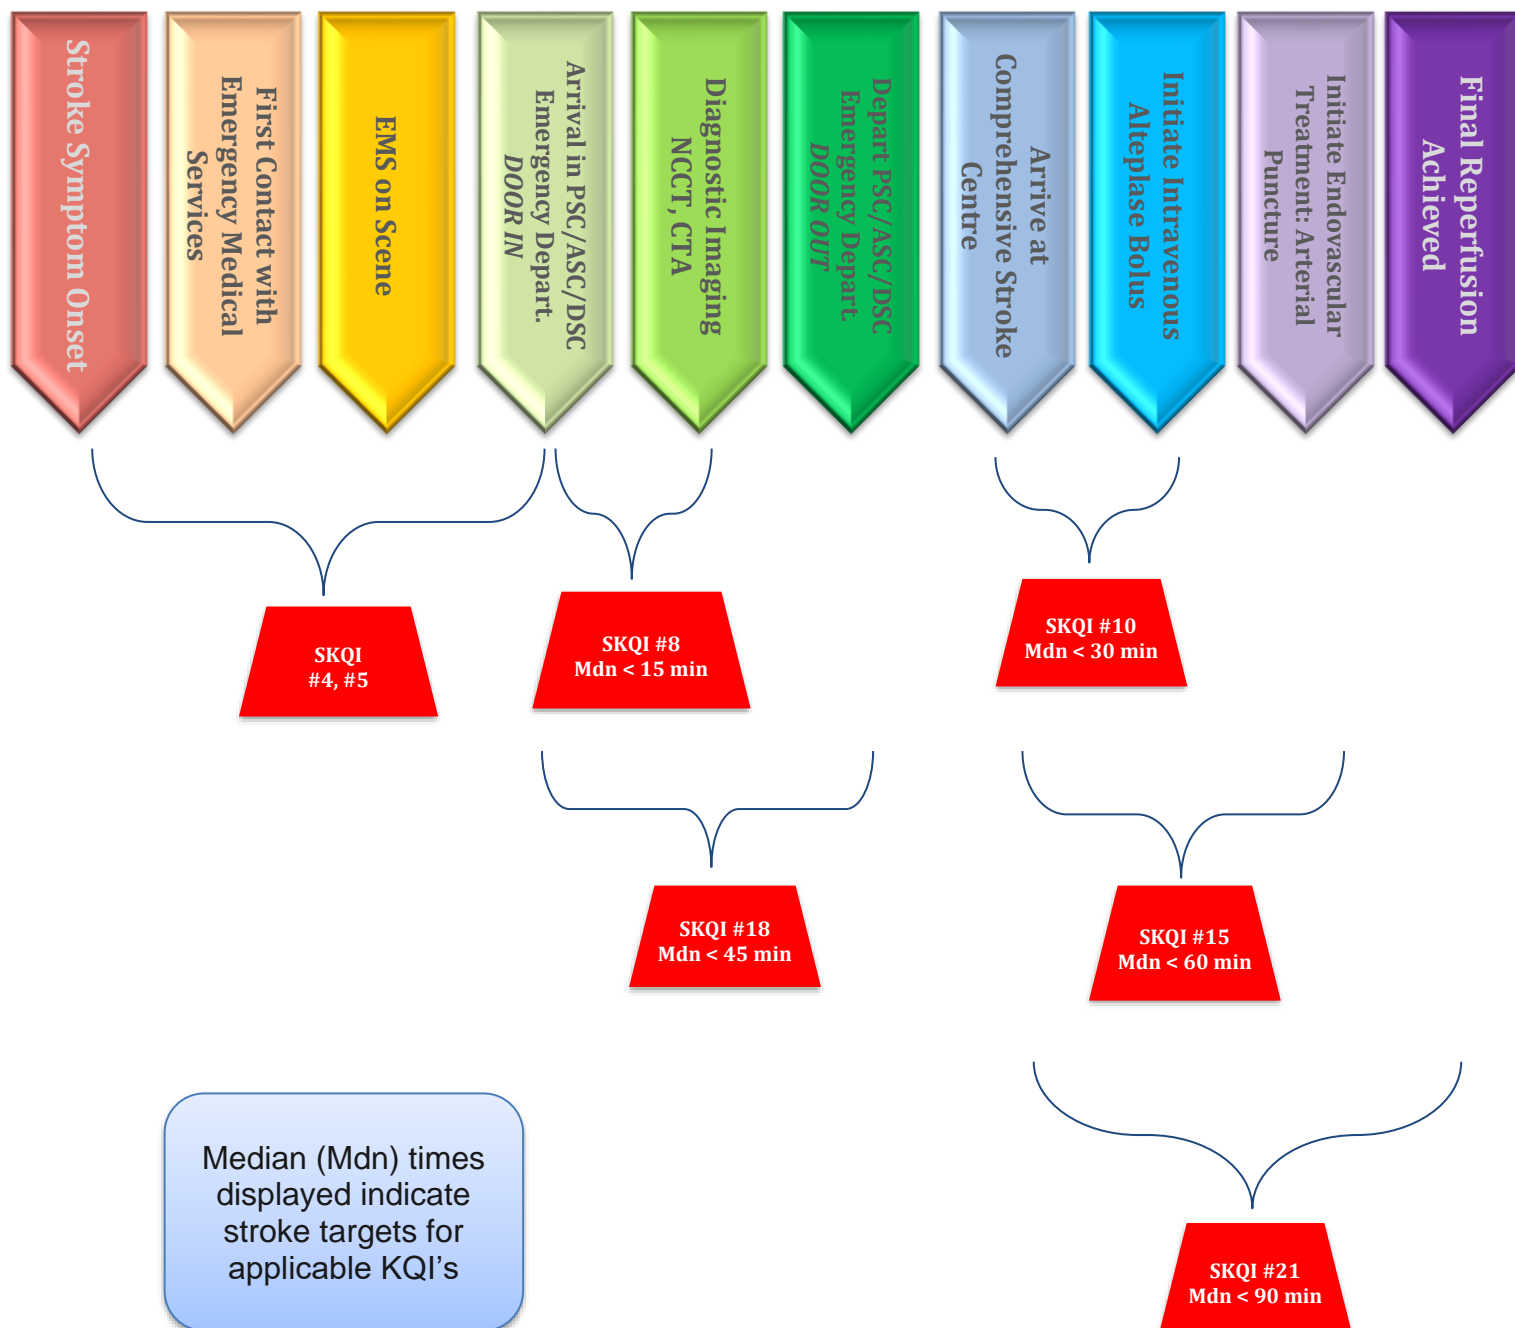 Stroke Symptom Onset
First Contact with
Emergency Medical
Services
EMS on Scene
Arrival in PSC/ASC/DSC
Emergency Depart.
DOOR IN
Diagnostic Imaging
NCCT, CTA
Depart PSC/ASC/DSC
Emergency Depart.
DOOR OUT
Arrive at
Comprehensive Stroke
Centre
Initiate Intravenous
Alteplase Bolus
Initiate Endovascular
Treatment: Arterial
Puncture
Final Reperfusion
Achieved
SKQI
#4, #5
SKQI #8
Mdn < 15 min
SKQI #10
Mdn < 30 min
SKQI #18
Mdn < 45 min
SKQI #15
Mdn < 60 min
Median (Mdn) times
displayed indicate
stroke targets for
applicable KQI’s
SKQI #21
Mdn < 90 min